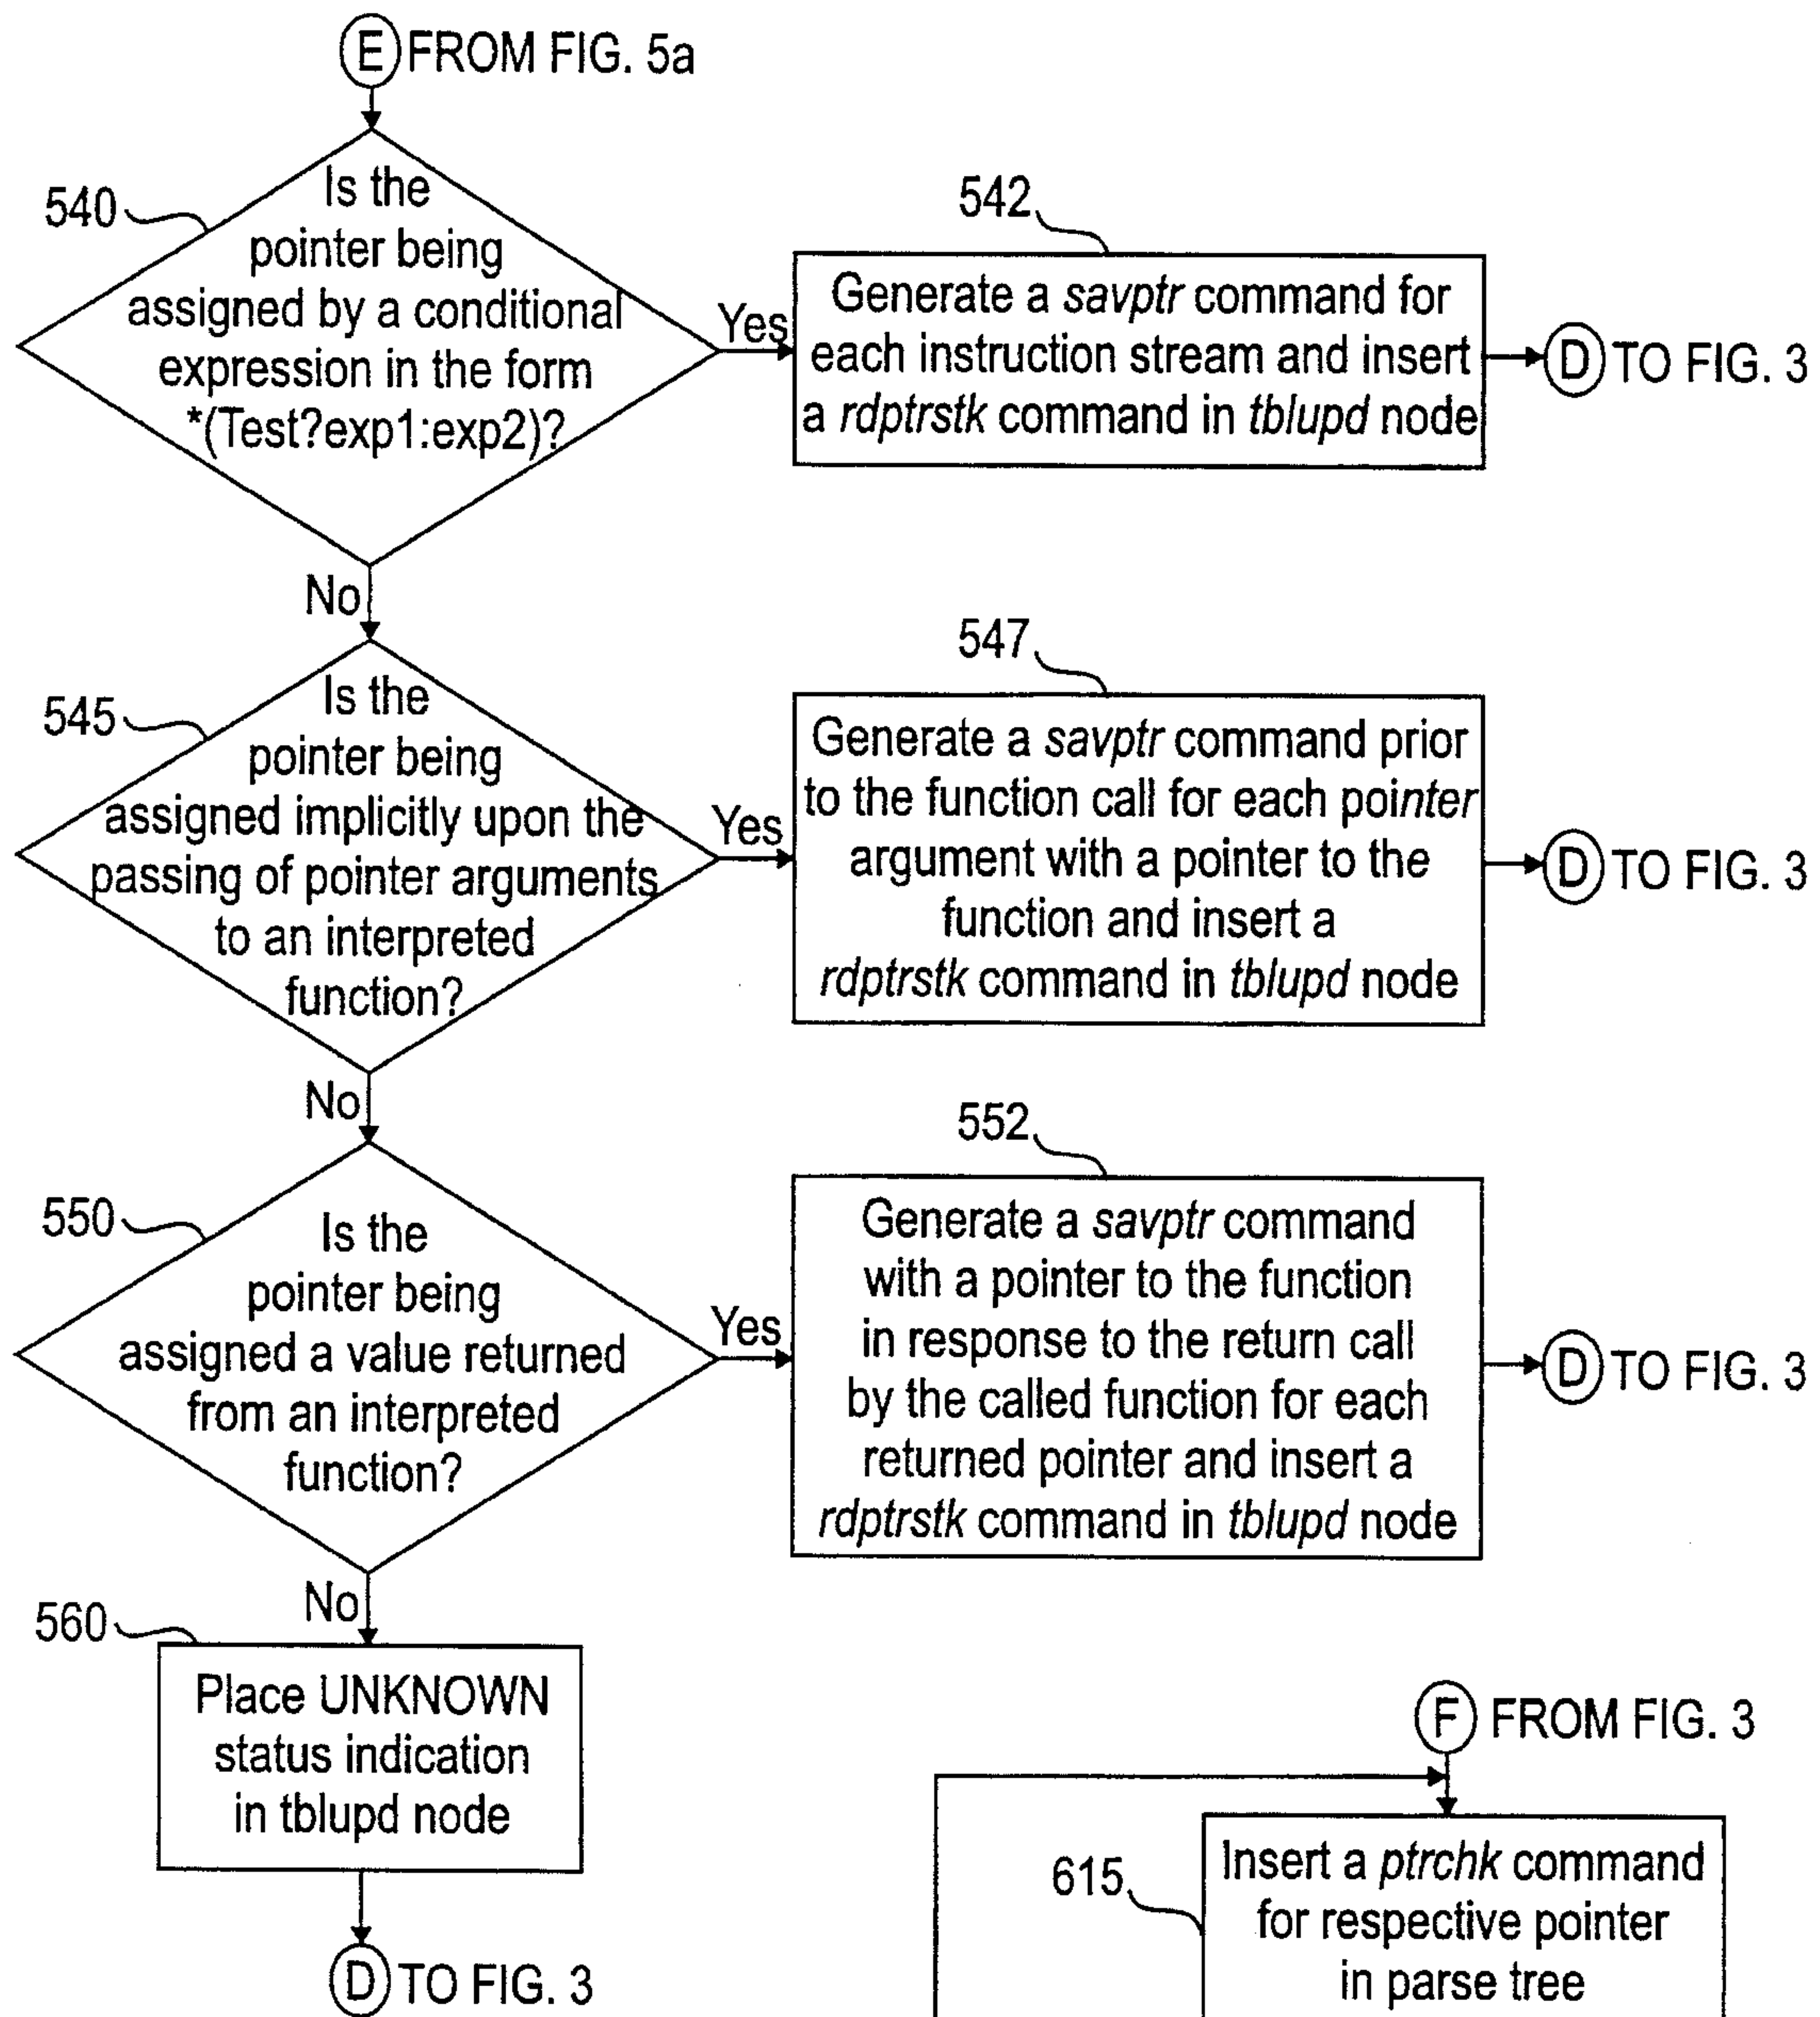 E FROM FIG. 5a
540
Is the
pointer being
assigned by a conditional
expression in the form
*(Test?exp1:exp2)?
Yes
542
Generate a savptr command for
each instruction stream and insert
a rdptrstk command in tblupd node
D TO FIG. 3
No
545
Is the
pointer being
assigned implicitly upon the
passing of pointer arguments
to an interpreted
function?
Yes
547
Generate a savptr command prior
to the function call for each pointer
argument with a pointer to the
function and insert a
rdptrstk command in tblupd node
D TO FIG. 3
No
550
Is the
pointer being
assigned a value returned
from an interpreted
function?
Yes
552
Generate a savptr command
with a pointer to the function
in response to the return call
by the called function for each
returned pointer and insert a
rdptrstk command in tblupd node
D TO FIG. 3
No
560
Place UNKNOWN
status indication
in tblupd node
D TO FIG. 3
F FROM FIG. 3
615
Insert a ptrchk command
for respective pointer
in parse tree